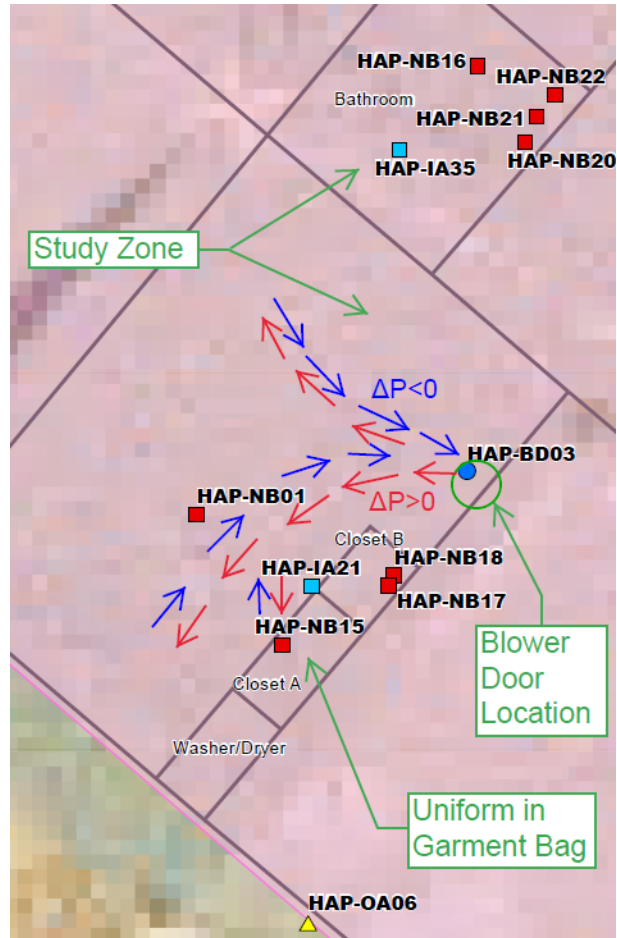 HAP-NB16
HAP-NB22
Bathroom
HAP-NB21
HAP-NB20
HAP-IA35
Study Zone
ΔP<0
HAP-BD03
ΔP>0
HAP-NB01
Closet B
HAP-NB18
HAP-IA21
HAP-NB17
HAP-NB15
Blower
Door
Location
Closet A
Washer/Dryer
Uniform in
Garment Bag
HAP-OA06